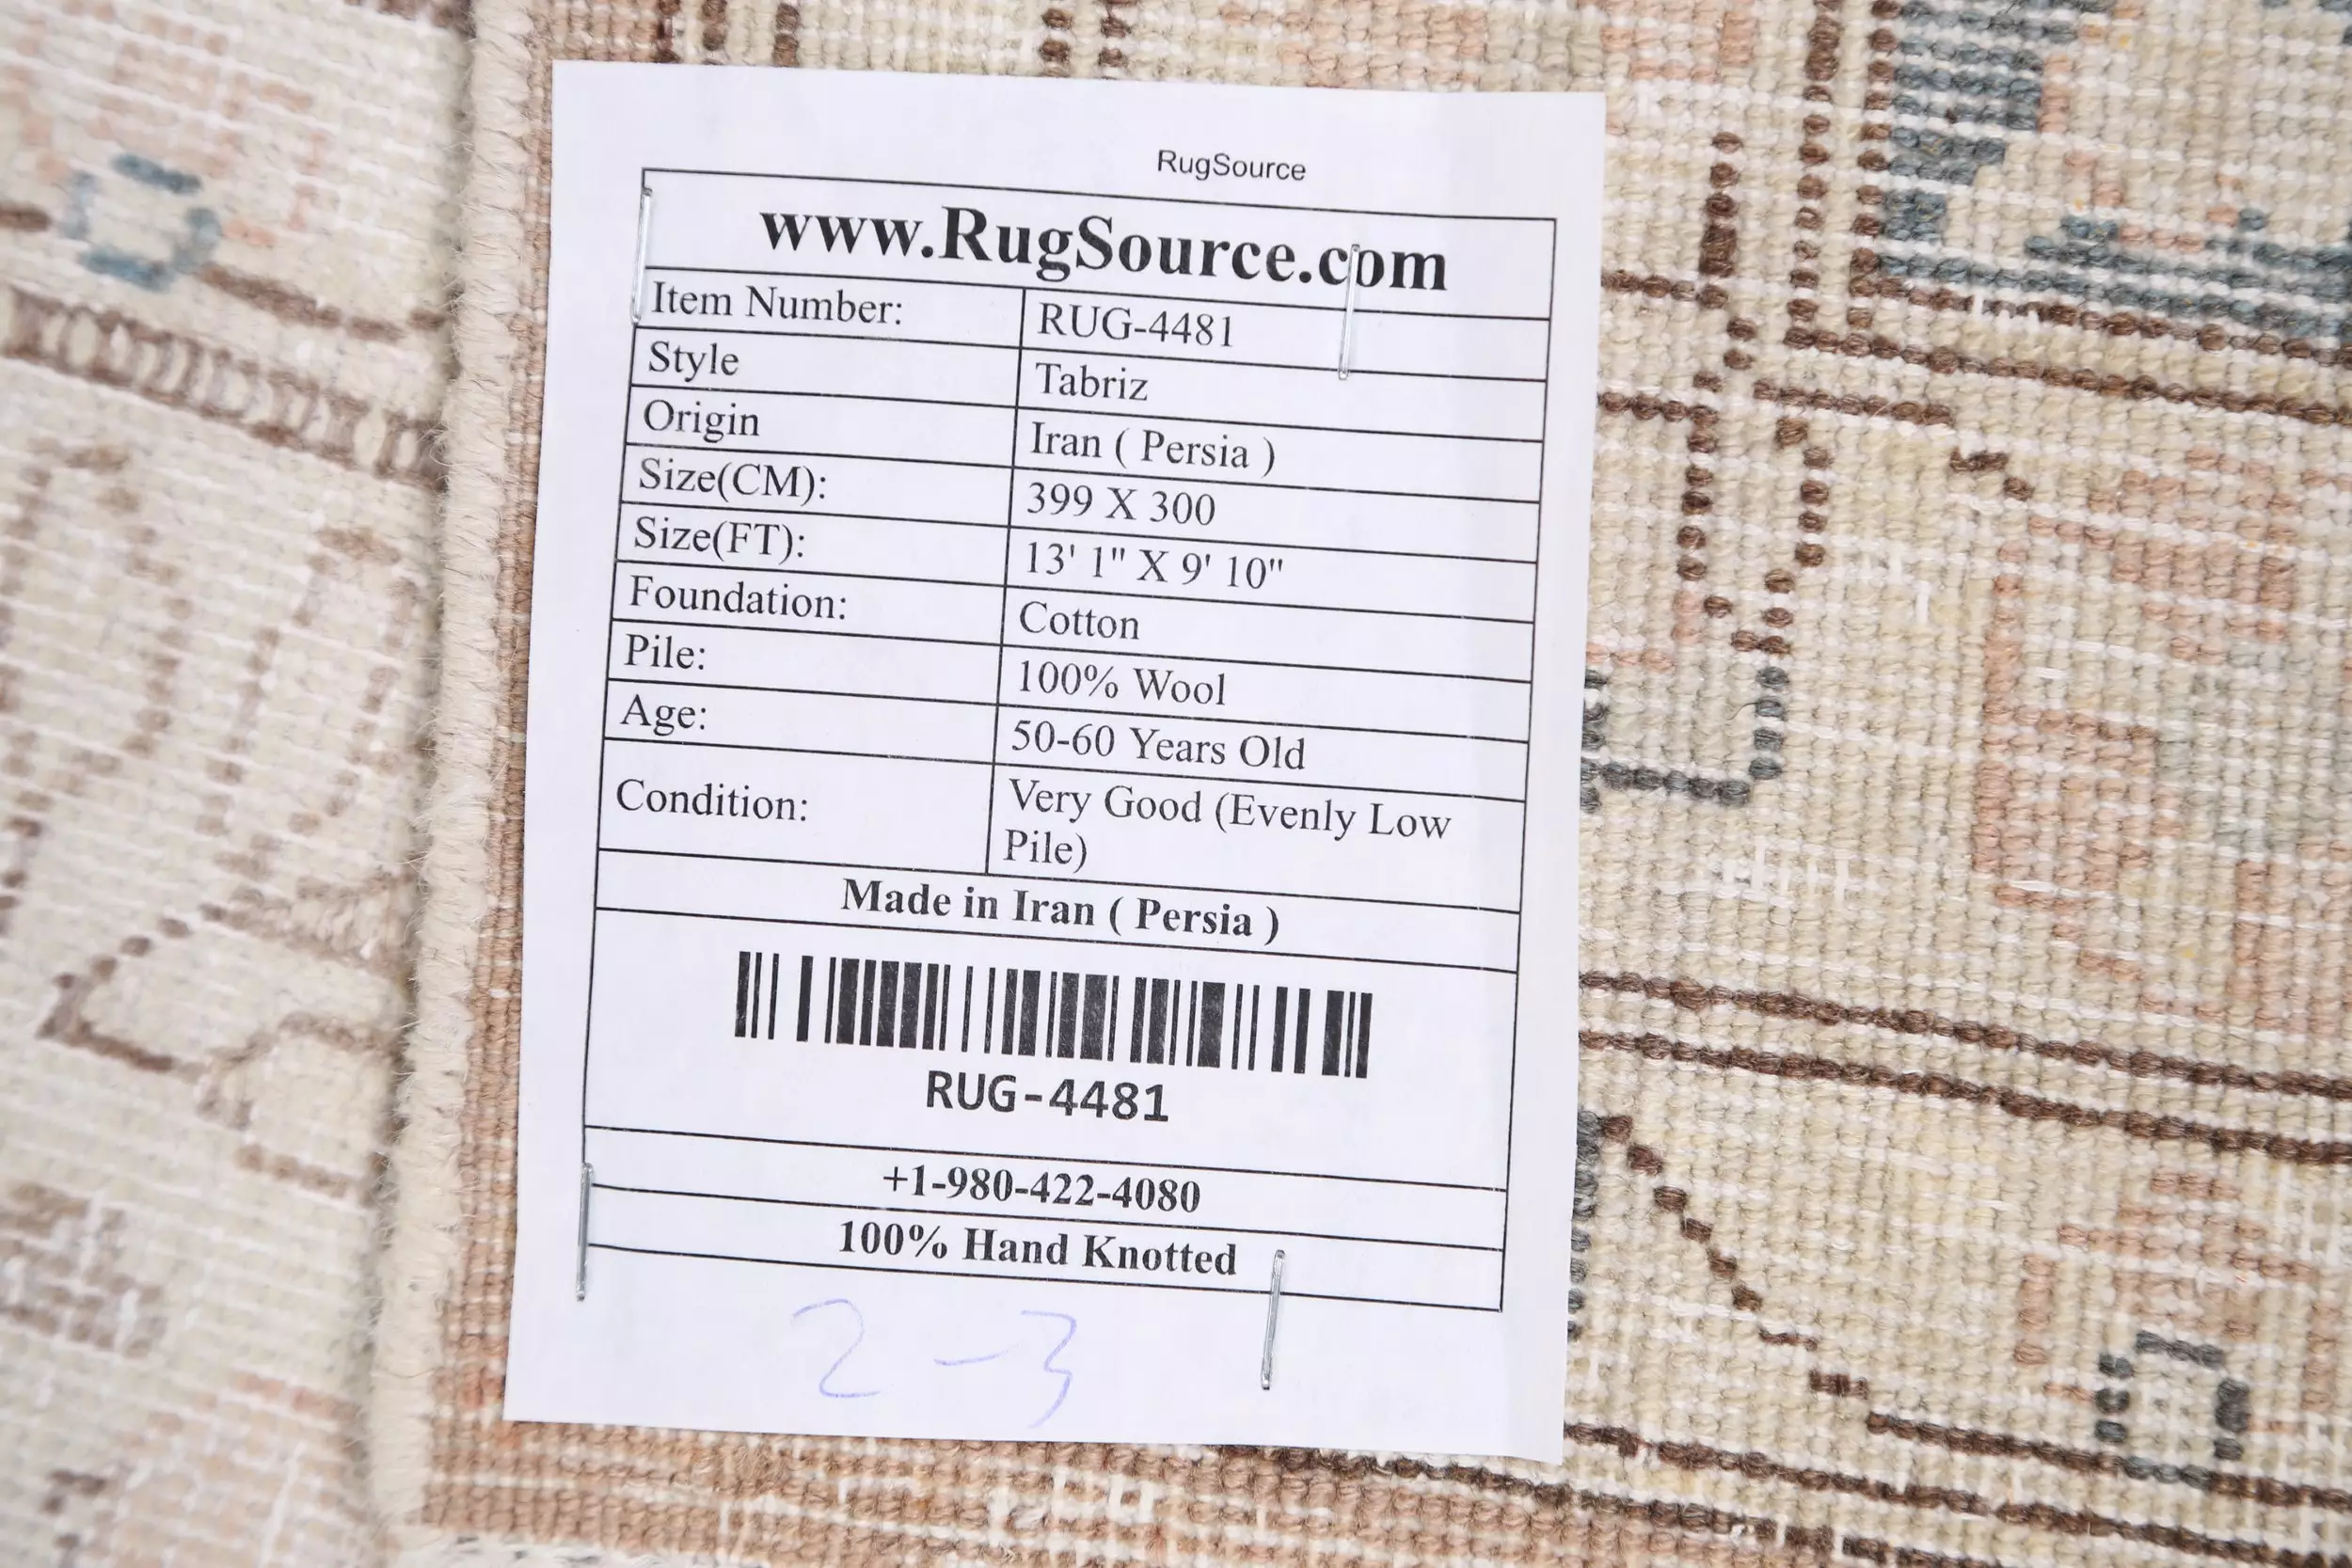 RugSource
www.RugSource.com
Item Number: RUG-4481
Style Tabriz
Origin Iran ( Persia )
Size(CM): 399 X 300
Size(FT): 13' 1" X 9' 10"
Foundation: Cotton
Pile: 100% Wool
Age: 50-60 Years Old
Condition: Very Good (Evenly Low
Pile)
Made in Iran ( Persia )
RUG-4481
+1-980-422-4080
100% Hand Knotted
2-3